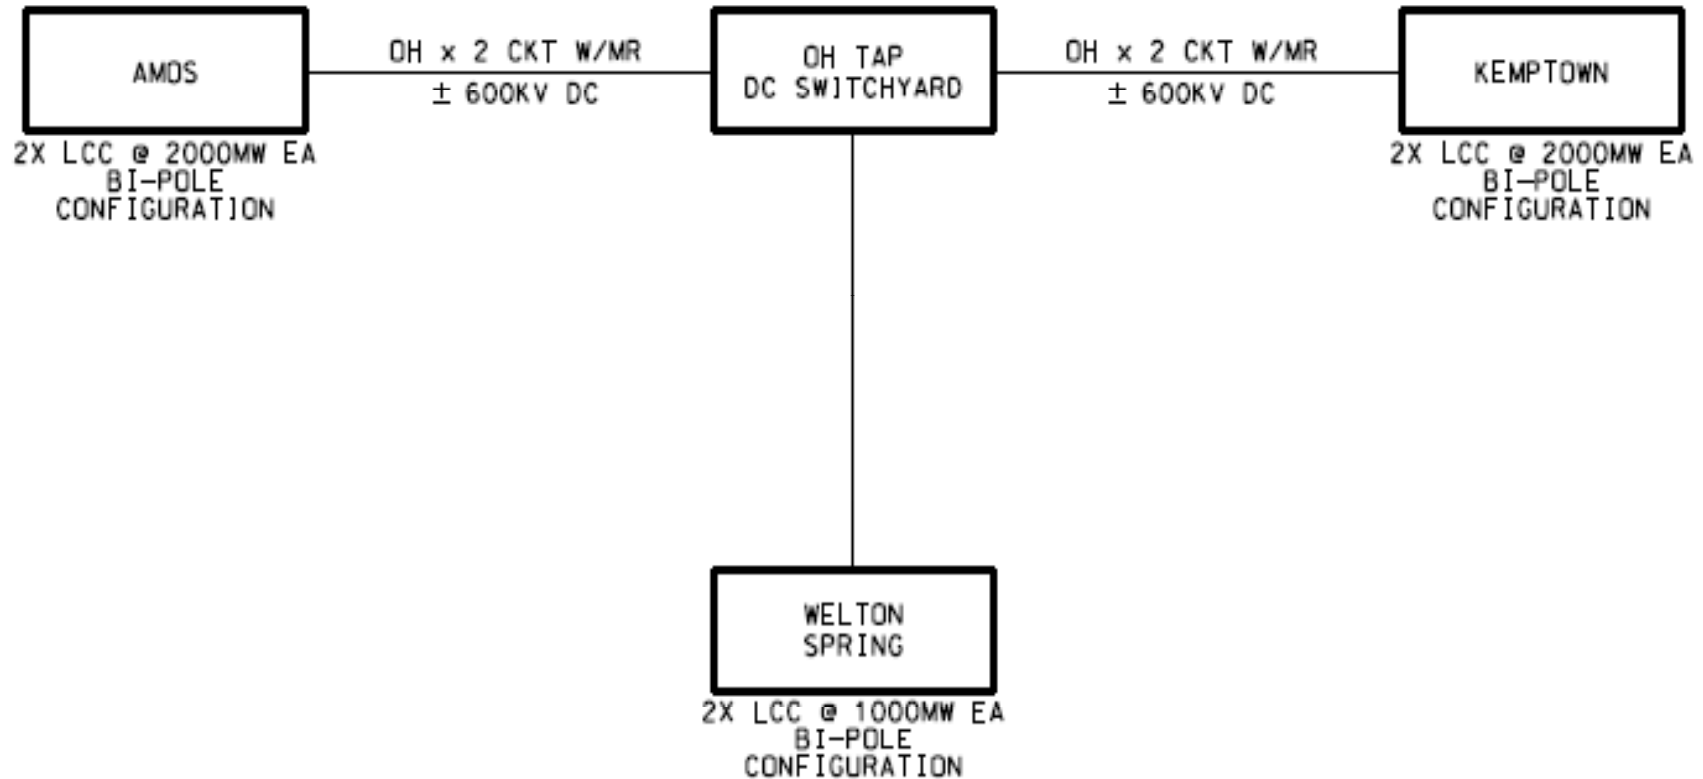 AMOS
OH x 2 CKT W/MR
± 600KV DC
OH TAP
DC SWITCHYARD
OH x 2 CKT W/MR
± 600KV DC
KEMPTOWN
2X LCC @ 2000MW EA
BI-POLE
CONFIGURATION
2X LCC @ 2000MW EA
BI-POLE
CONFIGURATION
WELTON
SPRING
2X LCC @ 1000MW EA
BI-POLE
CONFIGURATION